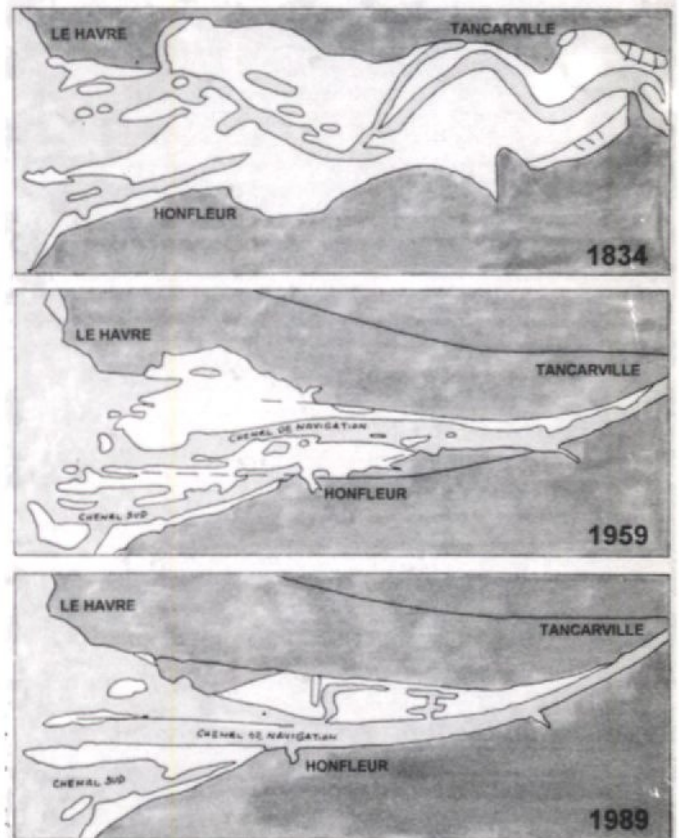 LE HAVRE
TANCARVILLE
HONFLEUR
1834
LE HAVRE
TANCARVILLE
CHENAL DE NAVIGATION
HONFLEUR
CHENAL SUD
1959
LE HAVRE
TANCARVILLE
CHENAL DE NAVIGATION
HONFLEUR
CHENAL SUD
1989